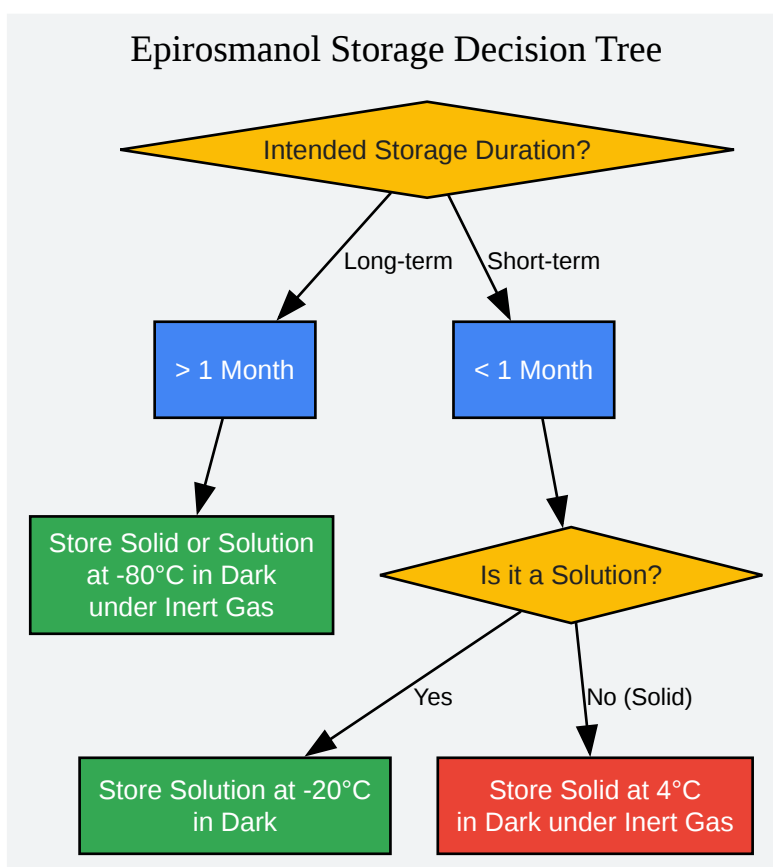 Epirosmanol Storage Decision Tree
Intended Storage Duration?
Long-term
Short-term
> 1 Month
< 1 Month
Store Solid or Solution
at -80°C in Dark
under Inert Gas
Is it a Solution?
Yes
No (Solid)
Store Solution at -20°C
in Dark
Store Solid at 4°C
in Dark under Inert Gas